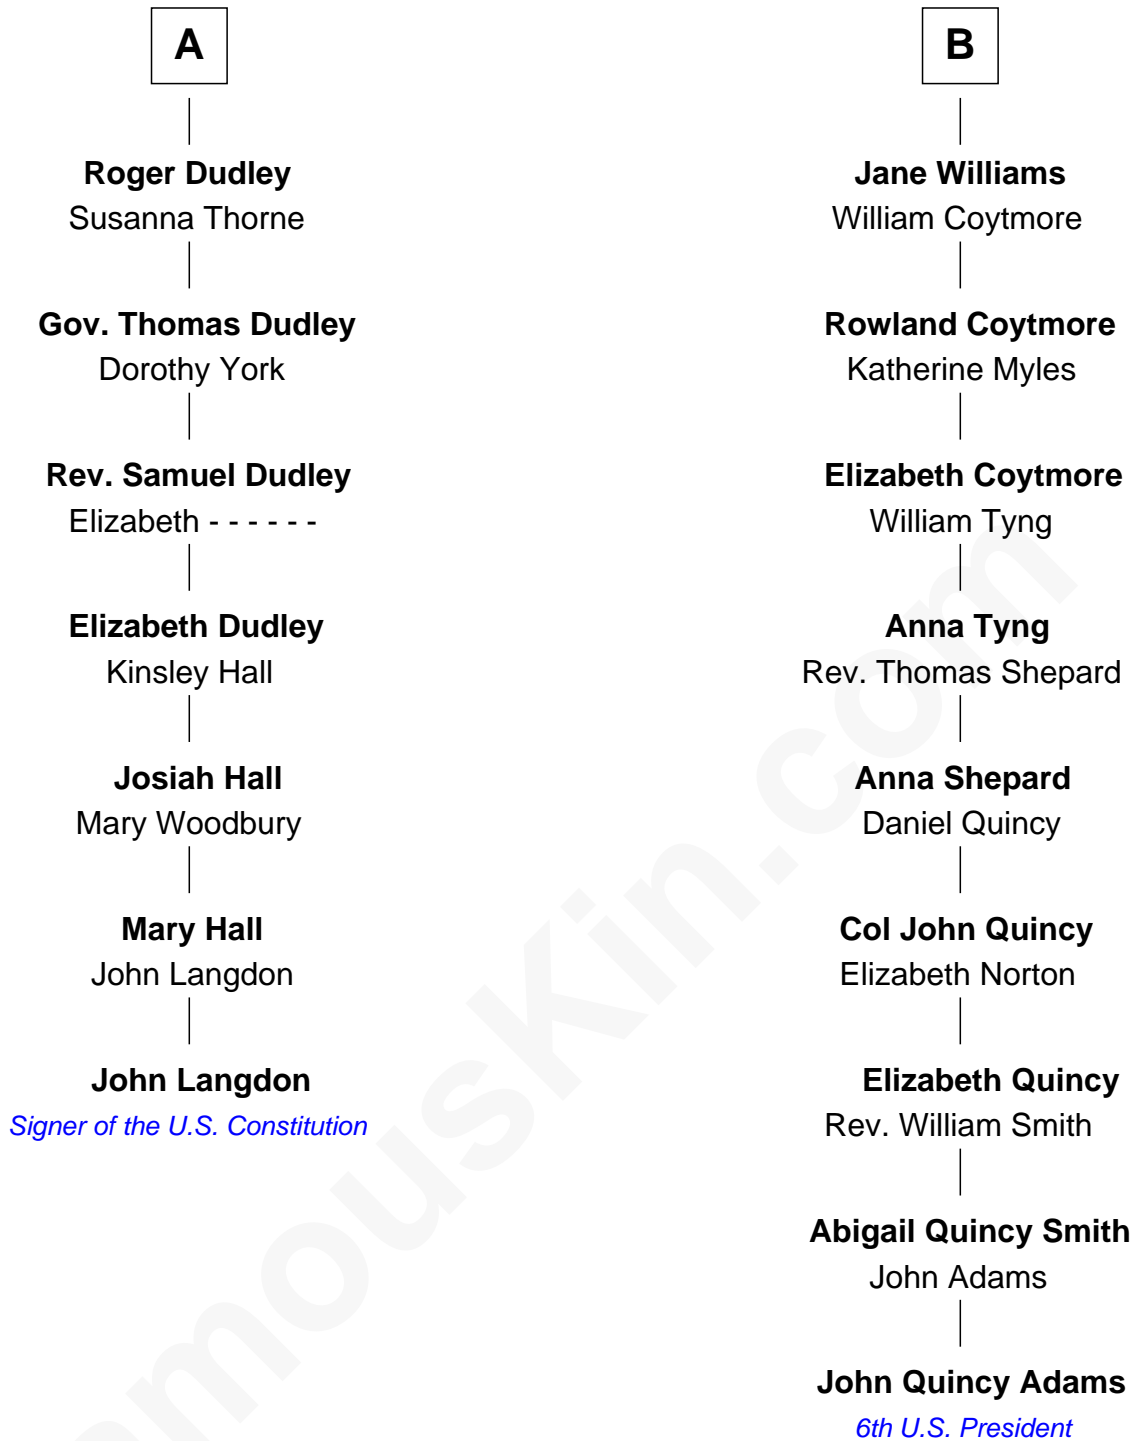 A
Roger Dudley
Susanna Thorne
Gov. Thomas Dudley
Dorothy York
Rev. Samuel Dudley
Elizabeth - - - - - -
Elizabeth Dudley
Kinsley Hall
Josiah Hall
Mary Woodbury
Mary Hall
John Langdon
John Langdon
Signer of the U.S. Constitution
B
Jane Williams
William Coytmore
Rowland Coytmore
Katherine Myles
Elizabeth Coytmore
William Tyng
Anna Tyng
Rev. Thomas Shepard
Anna Shepard
Daniel Quincy
Col John Quincy
Elizabeth Norton
Elizabeth Quincy
Rev. William Smith
Abigail Quincy Smith
John Adams
John Quincy Adams
6th U.S. President
amouskin.com